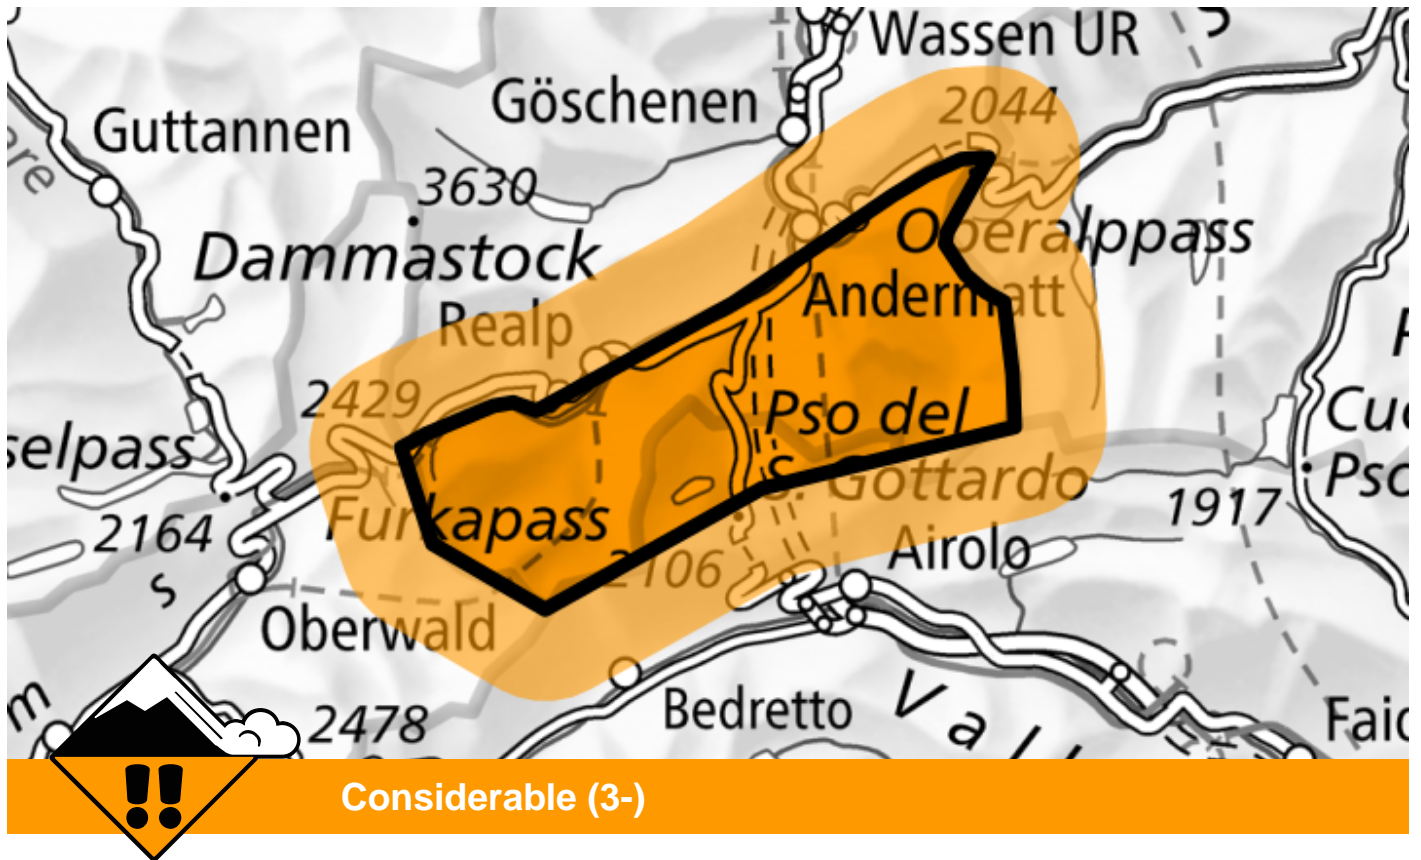 Wassen UR
Göschenen
2044
Guttannen
3630
Oberalppass
Dammastock
Andermatt
Realp
2429
Pso del
selpass
S. Gottardo
Pso
1917
Furkapass
2164
Airolo
2106
Oberwald
Bedretto
2478
Considerable (3-)